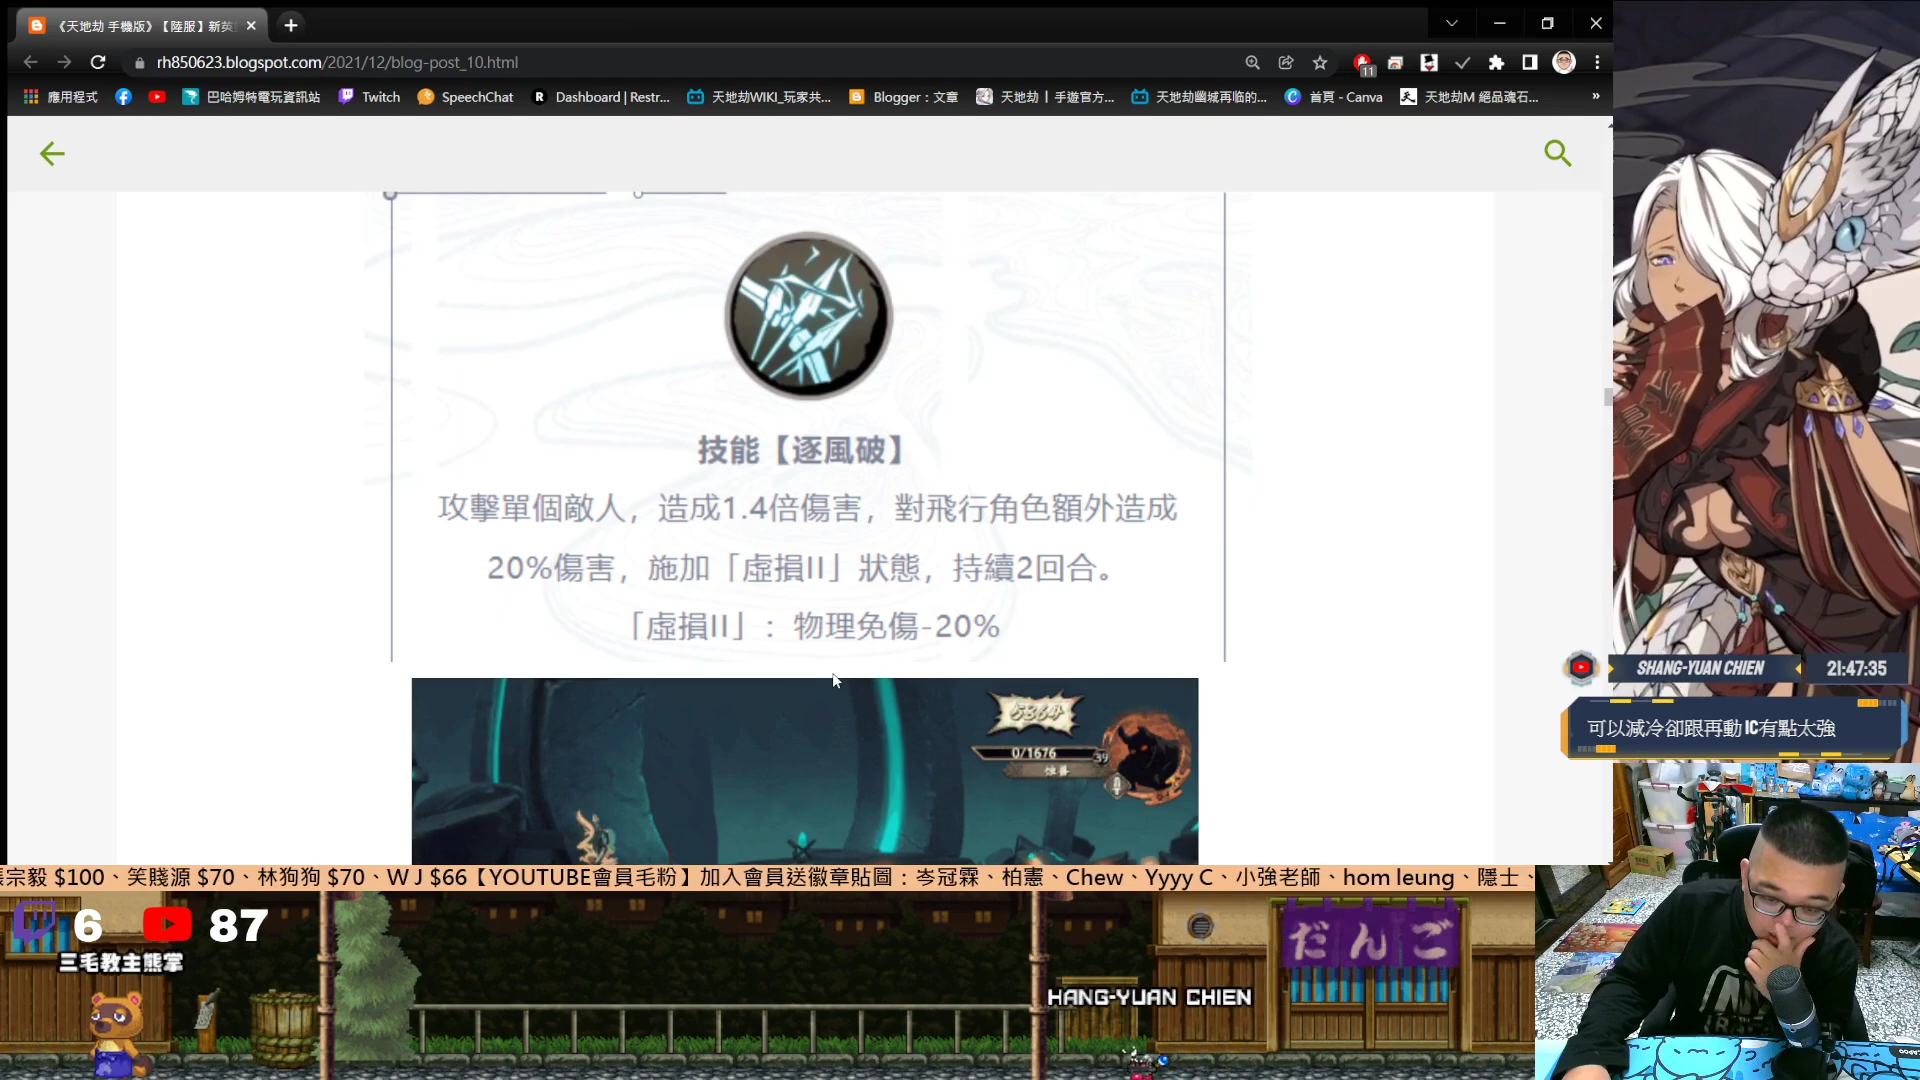 《天地劫 手機版》【陸服】新英
rh850623.blogspot.com/2021/12/blog-post_10.html
11
應用程式
巴哈姆特電玩資訊站
Twitch
SpeechChat
Dashboard | Restr...
天地劫WIKI_玩家共...
Blogger：文章
天地劫 | 手遊官方...
天地劫幽城再临的...
首頁 - Canva
天地劫M 絕品魂石...
»
技能【逐風破】
攻擊單個敵人，造成1.4倍傷害，對飛行角色額外造成
20%傷害，施加「虛損II」狀態，持續2回合。
「虛損II」：物理免傷-20%
5364
0/1676
39
SHANG-YUAN CHIEN
21:47:35
可以減冷卻跟再動 IC有點太強
宗毅 $100、笑賤源 $70、林狗狗 $70、W J $66【YOUTUBE會員毛粉】加入會員送徽章貼圖：岑冠霖、柏憲、Chew、Yyyy C、小強老師、hom leung、隱士、
6
87
三毛教主熊掌
HANG-YUAN CHIEN
だんご